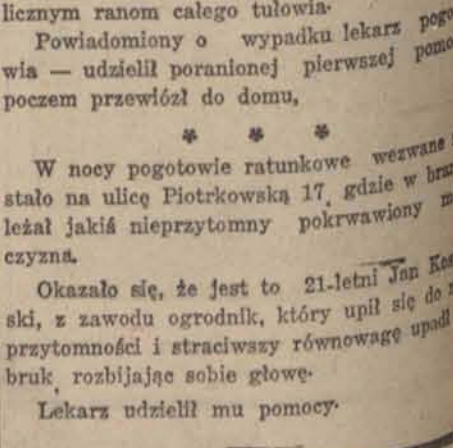 licznym ranom całego tułowia.
Powiadomiony o wypadku lekarz pogo
wia — udzielił poranionej pierwszej pomo
poczem przewiózł do domu,
* * *
W nocy pogotowie ratunkowe wezwane
stało na ulicę Piotrkowską 17, gdzie w bra
leżał jakiś nieprzytomny pokrwawiony m
czyzna.
Okazało się, że jest to 21-letni Jan Kos
ski, z zawodu ogrodnik, który upił się do
przytomności i straciwszy równowagę upadł
bruk, rozbijając sobie głowę.
Lekarz udzielił mu pomocy.